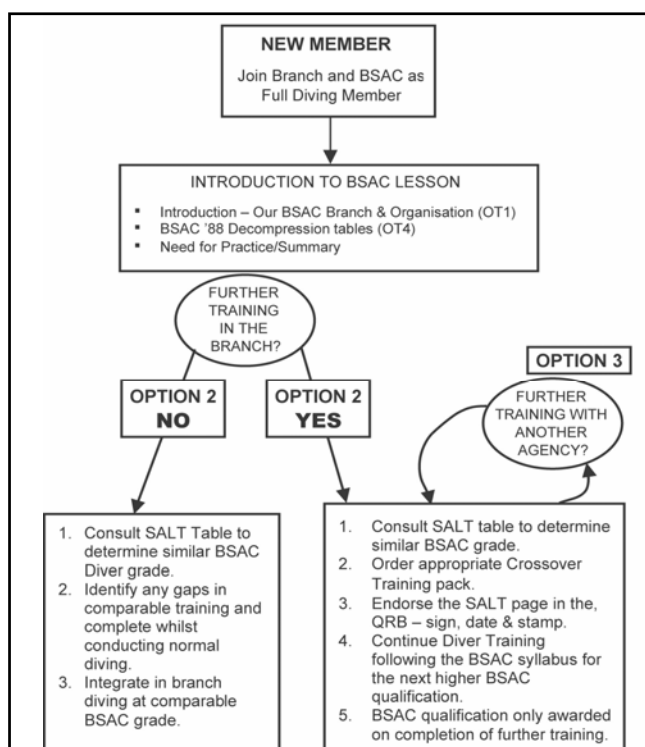 NEW MEMBER
Join Branch and BSAC as
Full Diving Member
INTRODUCTION TO BSAC LESSON
▪ Introduction – Our BSAC Branch & Organisation (OT1)
▪ BSAC '88 Decompression tables (OT4)
▪ Need for Practice/Summary
FURTHER
TRAINING
IN THE
BRANCH?
OPTION 2
NO
OPTION 2
YES
OPTION 3
FURTHER
TRAINING WITH
ANOTHER
AGENCY?
1. Consult SALT Table to
determine similar BSAC
Diver grade.
2. Identify any gaps in
comparable training and
complete whilst
conducting normal
diving.
3. Integrate in branch
diving at comparable
BSAC grade.
1. Consult SALT table to determine
similar BSAC grade.
2. Order appropriate Crossover
Training pack.
3. Endorse the SALT page in the,
QRB – sign, date & stamp.
4. Continue Diver Training
following the BSAC syllabus for
the next higher BSAC
qualification.
5. BSAC qualification only awarded
on completion of further training.